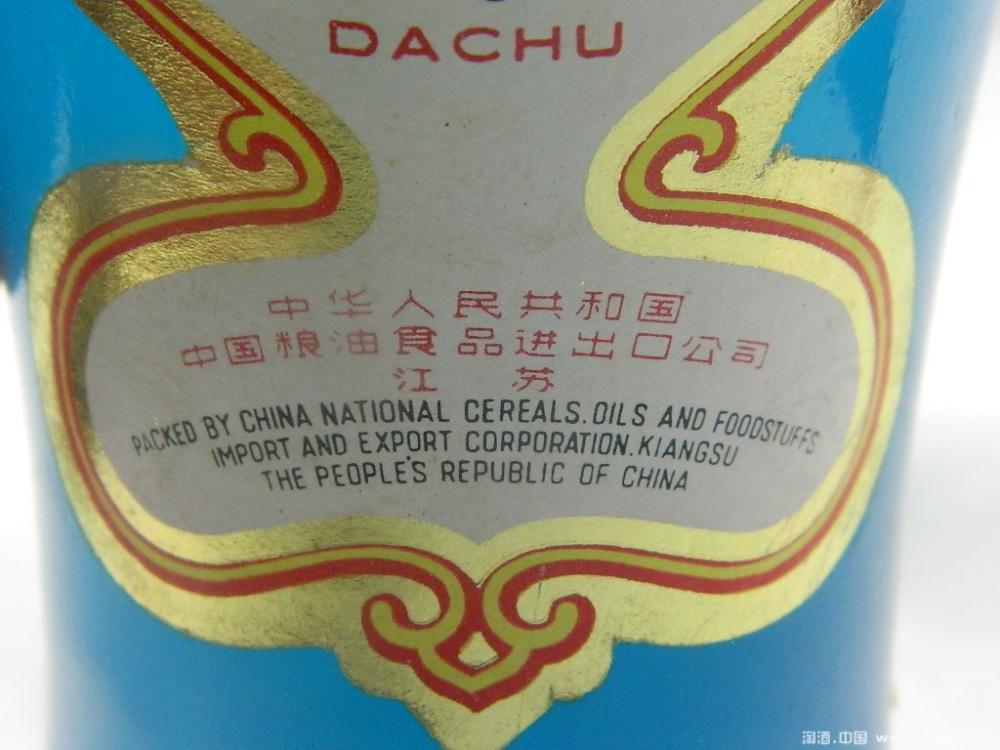 DACHU
中华人民共和国
中国粮油食品进出口公司
江苏
PACKED BY CHINA NATIONAL CEREALS.OILS AND FOODSTUFFS
IMPORT AND EXPORT CORPORATION.KIANGSU
THE PEOPLE'S REPUBLIC OF CHINA
淘酒.中国